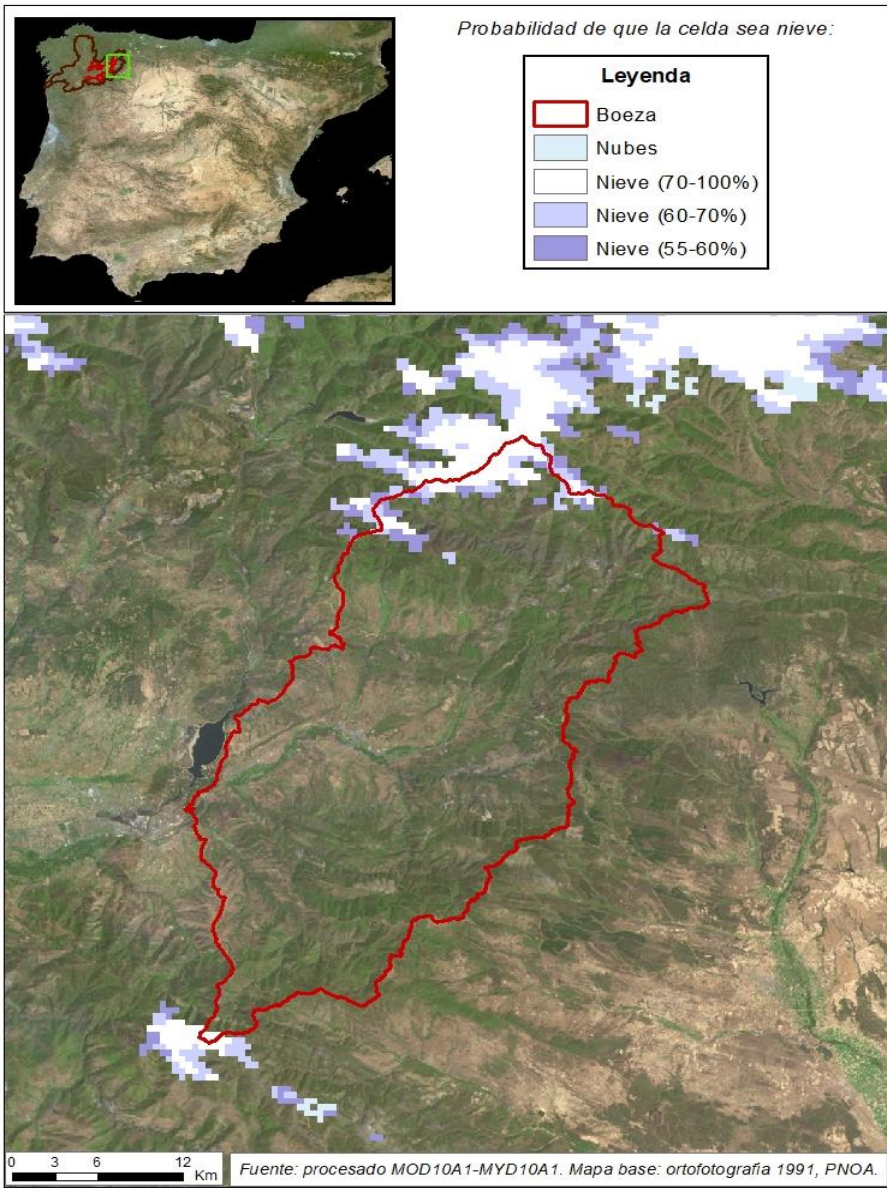 Probabilidad de que la celda sea nieve:
Leyenda
Boeza
Nubes
Nieve (70-100%)
Nieve (60-70%)
Nieve (55-60%)
0 3 6 12
Km
Fuente: procesado MOD10A1-MYD10A1. Mapa base: ortofotografia 1991, PNOA.